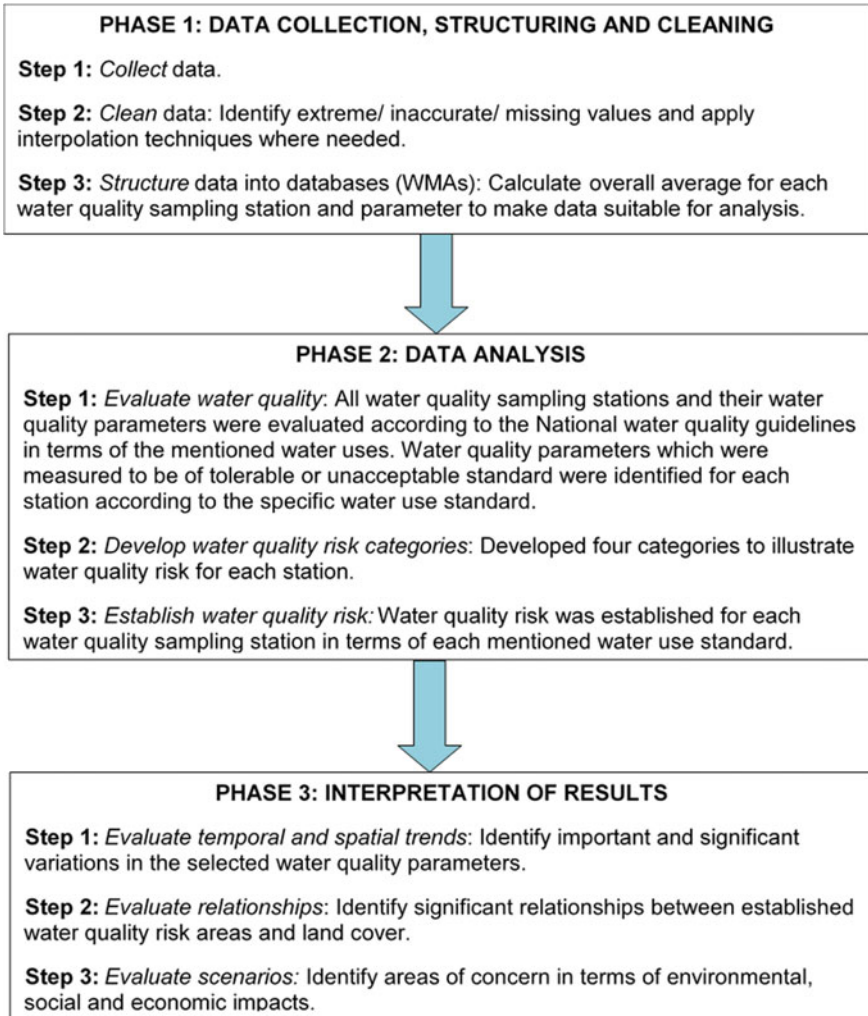 PHASE 1: DATA COLLECTION, STRUCTURING AND CLEANING
Step 1: Collect data.
Step 2: Clean data: Identify extreme/ inaccurate/ missing values and apply
interpolation techniques where needed.
Step 3: Structure data into databases (WMAs): Calculate overall average for each
water quality sampling station and parameter to make data suitable for analysis.
PHASE 2: DATA ANALYSIS
Step 1: Evaluate water quality: All water quality sampling stations and their water
quality parameters were evaluated according to the National water quality guidelines
in terms of the mentioned water uses. Water quality parameters which were
measured to be of tolerable or unacceptable standard were identified for each
station according to the specific water use standard.
Step 2: Develop water quality risk categories: Developed four categories to illustrate
water quality risk for each station.
Step 3: Establish water quality risk: Water quality risk was established for each
water quality sampling station in terms of each mentioned water use standard.
PHASE 3: INTERPRETATION OF RESULTS
Step 1: Evaluate temporal and spatial trends: Identify important and significant
variations in the selected water quality parameters.
Step 2: Evaluate relationships: Identify significant relationships between established
water quality risk areas and land cover.
Step 3: Evaluate scenarios: Identify areas of concern in terms of environmental,
social and economic impacts.